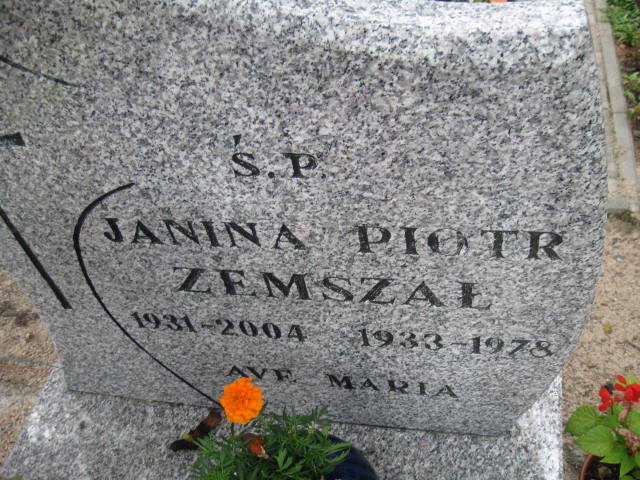 Ś.P.
JANINA PIOTR
ZEMSZAŁ
1931-2004 1933-1978
AVE MARIA